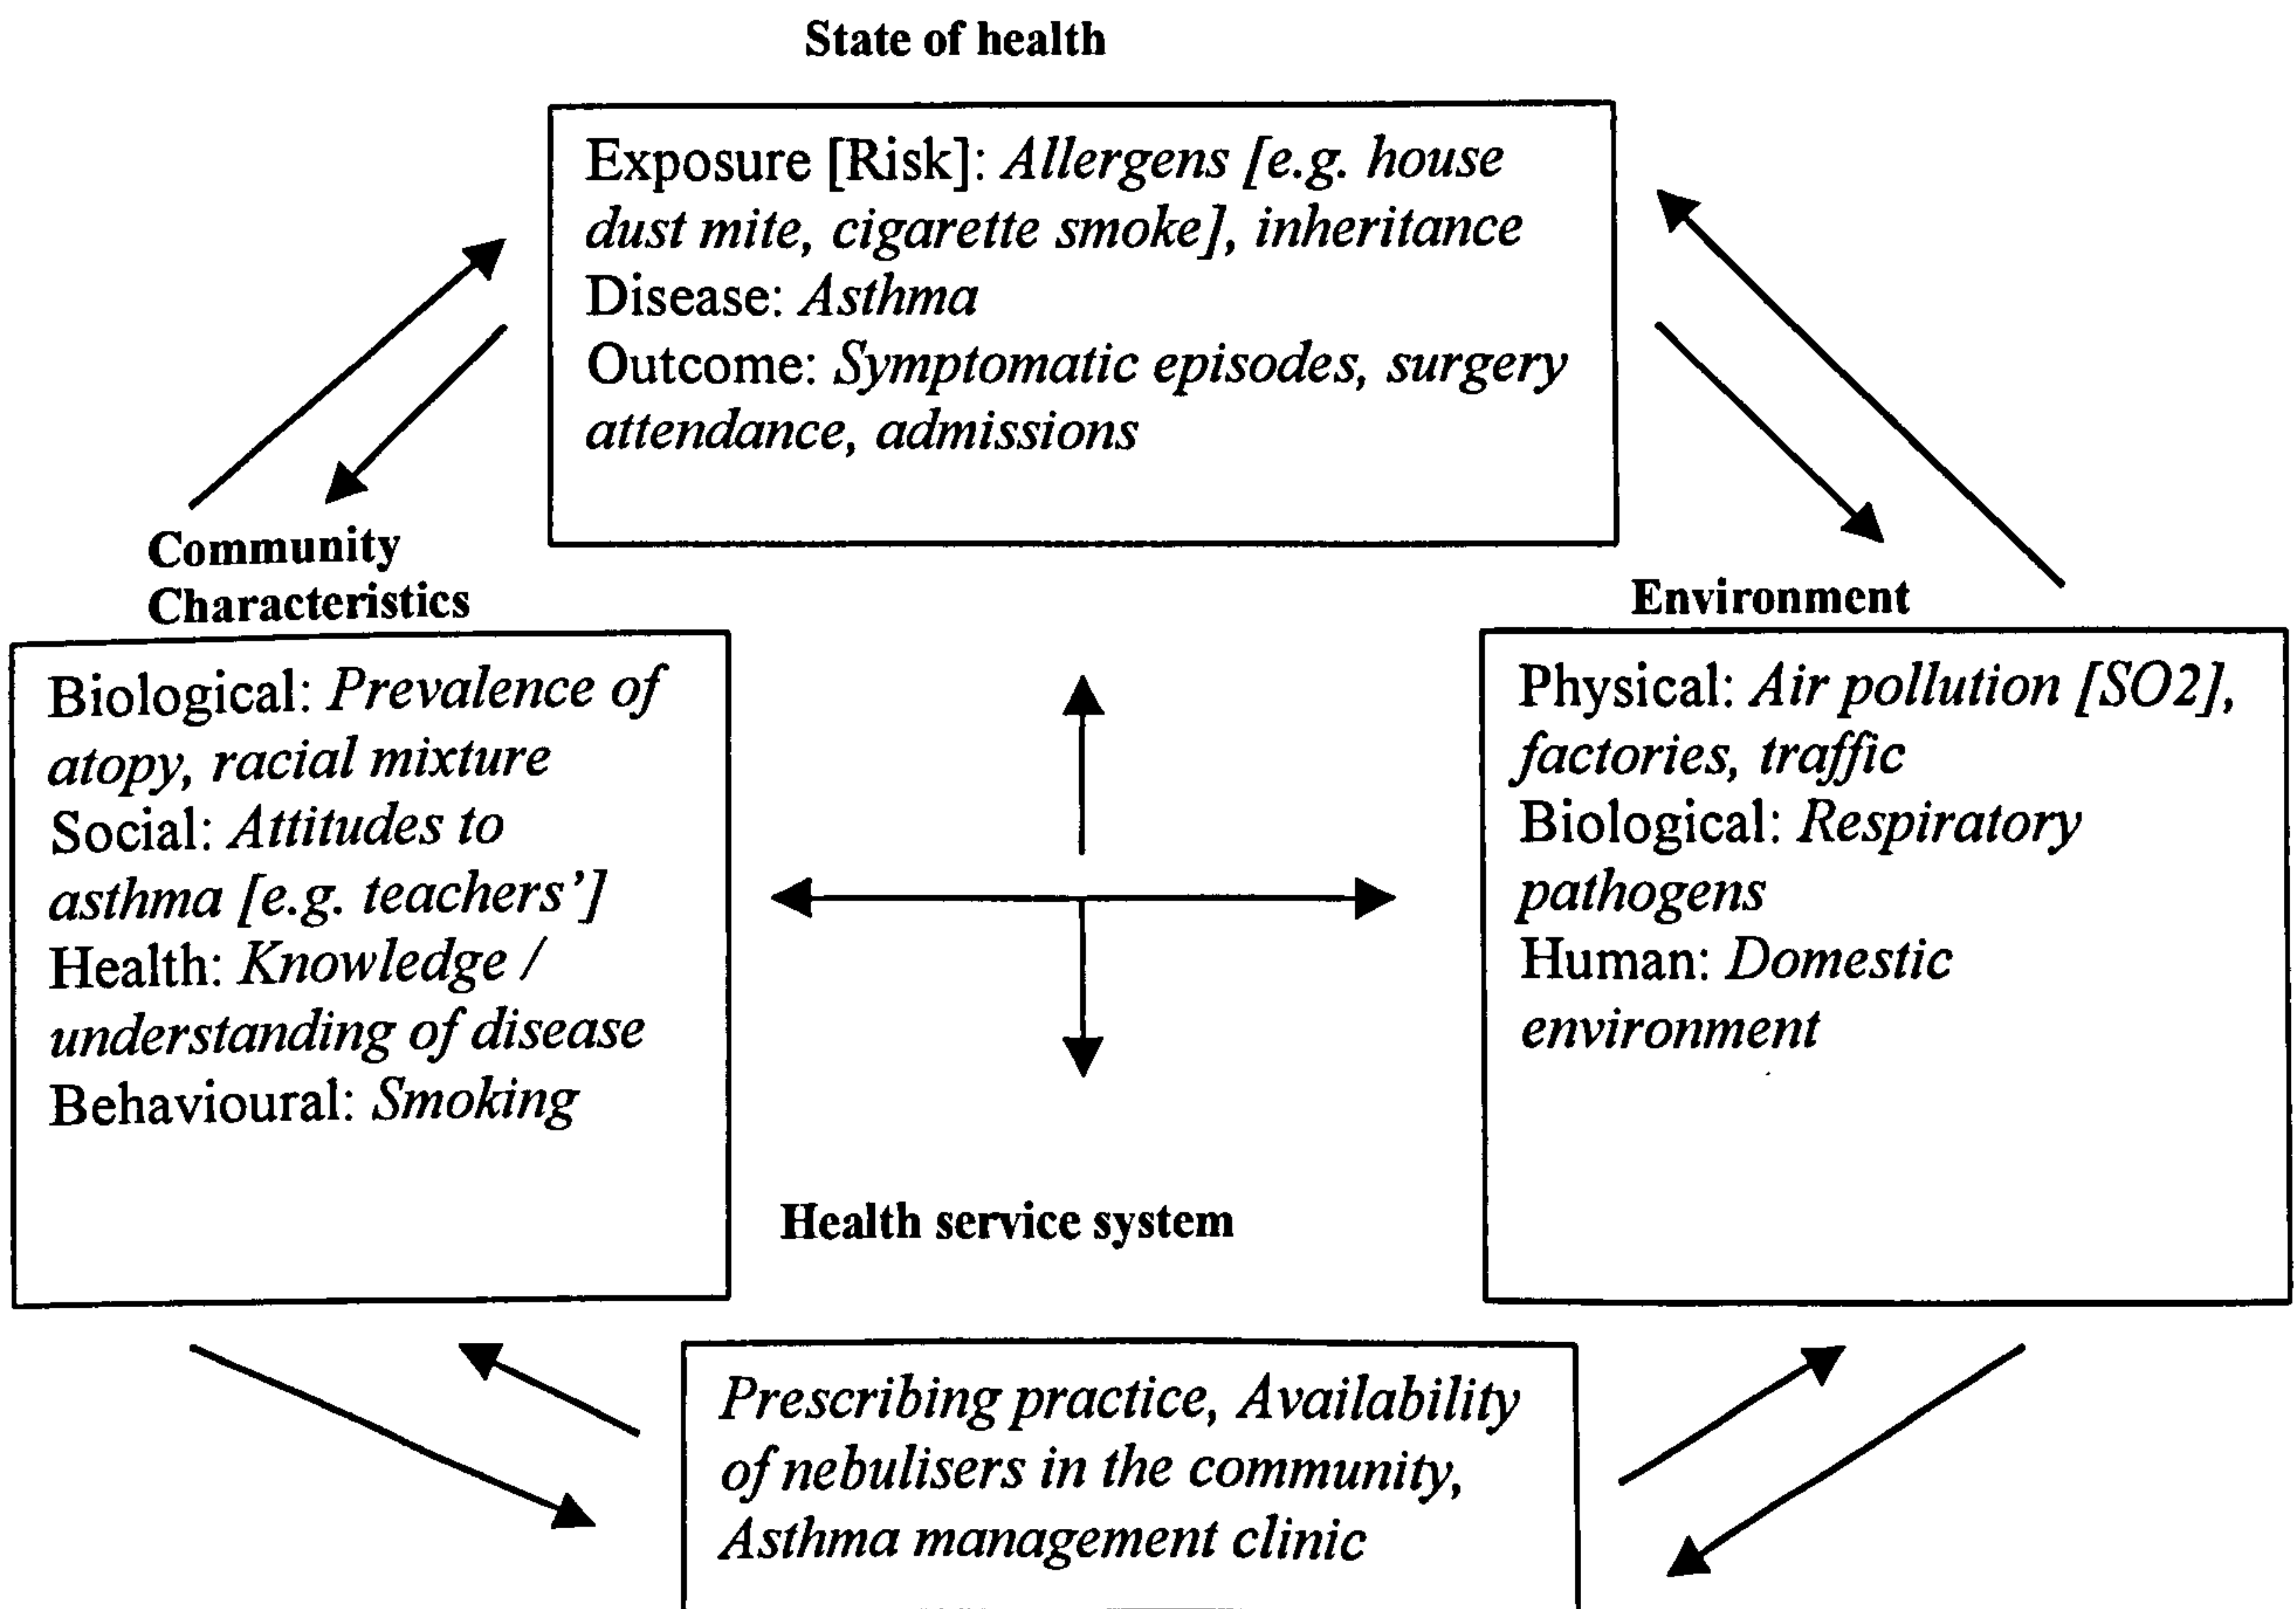 State of health
Exposure [Risk]: Allergens [e.g. house
dust mite, cigarette smoke], inheritance
Disease: Asthma
Outcome: Symptomatic episodes, surgery
attendance, admissions
Community
Characteristics
Biological: Prevalence of
atopy, racial mixture
Social: Attitudes to
asthma [e.g. teachers']
Health: Knowledge /
understanding of disease
Behavioural: Smoking
Environment
Physical: Air pollution [SO2],
factories, traffic
Biological: Respiratory
pathogens
Human: Domestic
environment
Health service system
Prescribing practice, Availability
of nebulisers in the community,
Asthma management clinic